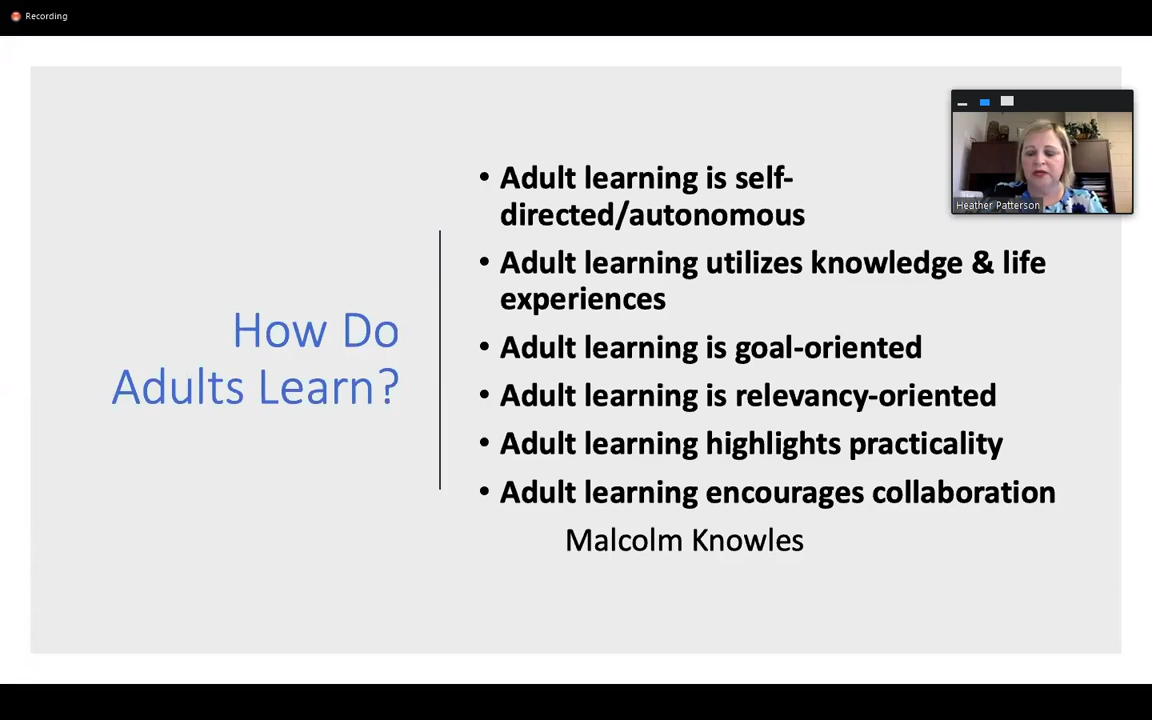 Recording
How Do
Adults Learn?
• Adult learning is self-
directed/autonomous
• Adult learning utilizes knowledge & life
experiences
• Adult learning is goal-oriented
• Adult learning is relevancy-oriented
• Adult learning highlights practicality
• Adult learning encourages collaboration
Malcolm Knowles
Heather Patterson